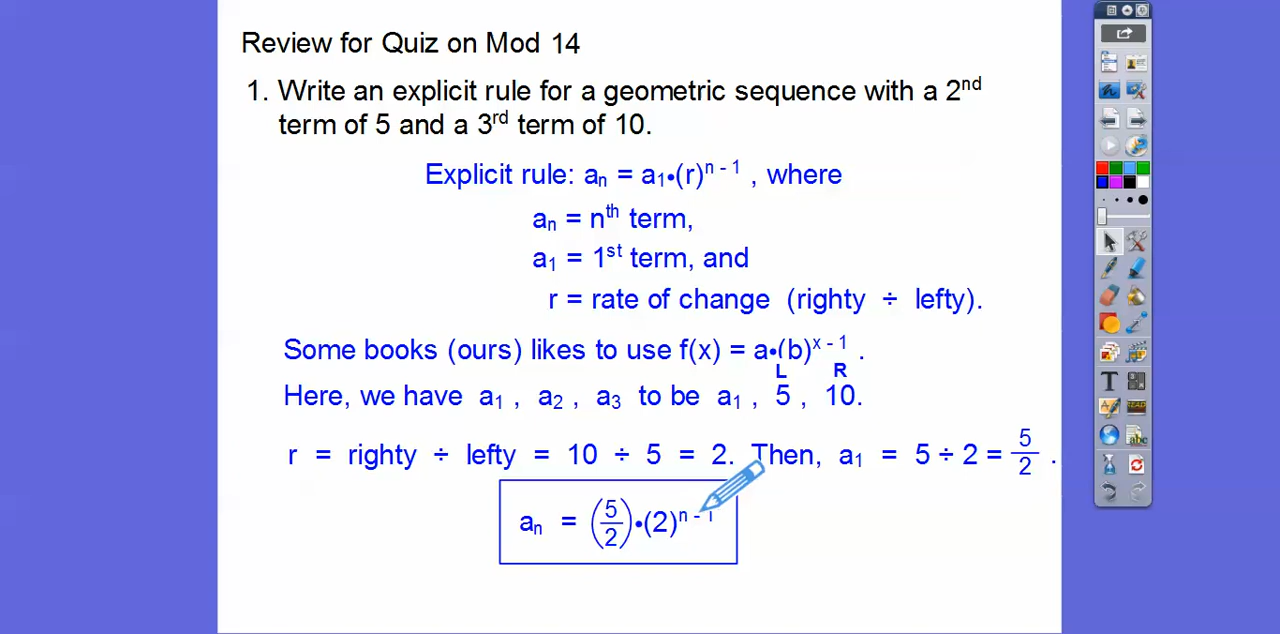 Review for Quiz on Mod 14
1. Write an explicit rule for a geometric sequence with a 2ⁿᵈ
term of 5 and a 3ʳᵈ term of 10.
Explicit rule: aₙ = a₁•(r)ⁿ⁻¹ , where
aₙ = nᵗʰ term,
a₁ = 1ˢᵗ term, and
r = rate of change (righty ÷ lefty).
Some books (ours) likes to use f(x) = a•(b)ˣ⁻¹ .
L R
Here, we have a₁ , a₂ , a₃ to be a₁ , 5 , 10.
r = righty ÷ lefty = 10 ÷ 5 = 2. Then, a₁ = 5 ÷ 2 = 5/2 .
aₙ = (5/2)•(2)ⁿ⁻¹
T
abc